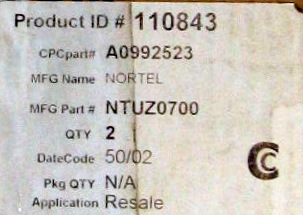 Product ID # 110843
CPCpart# A0992523
MFG Name NORTEL
MFG Part # NTUZ0700
QTY 2
DateCode 50/02
Pkg QTY N/A
Application Resale